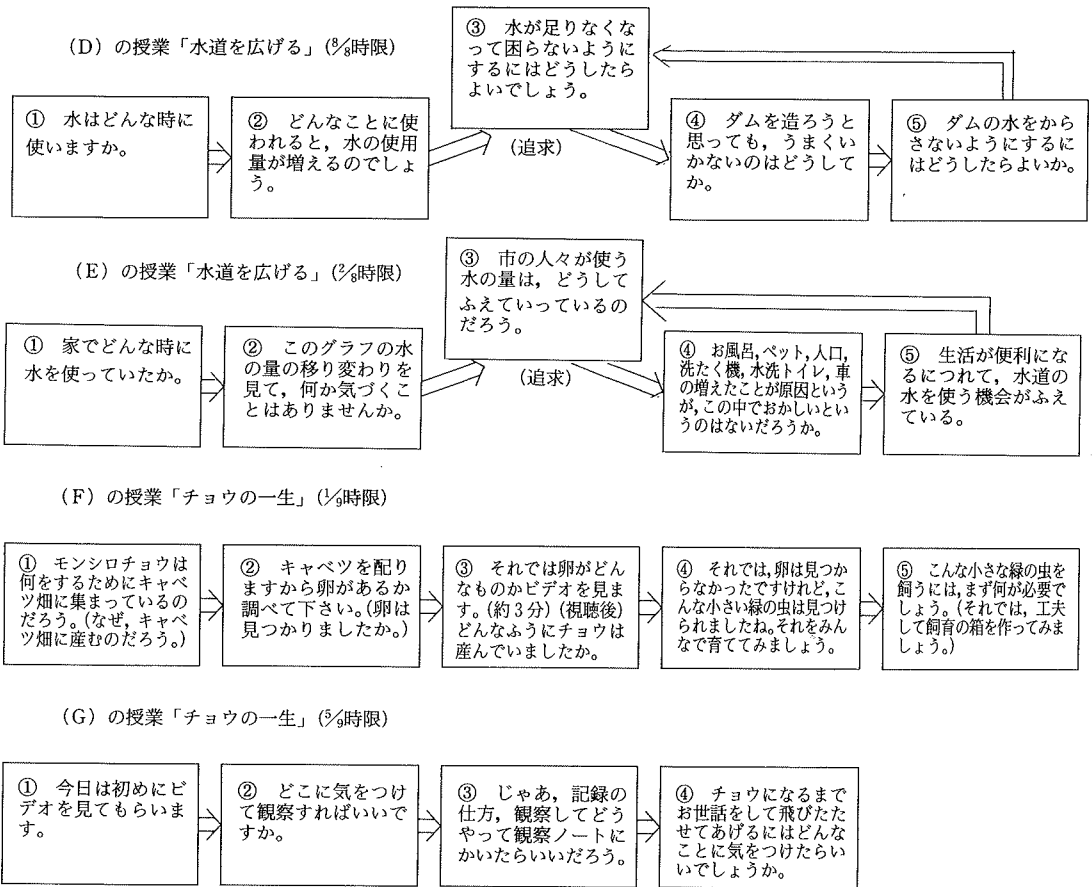 (D)の授業「水道を広げる」(8/8時限)
① 水はどんな時に
使いますか。
② どんなことに使
われると，水の使用
量が増えるのでしょ
う。
③ 水が足りなくな
って困らないように
するにはどうしたら
よいでしょう。
(追求)
④ ダムを造ろうと
思っても，うまくい
かないのはどうして
か。
⑤ ダムの水をから
さないようにするに
はどうしたらよいか。
(E)の授業「水道を広げる」(2/8時限)
① 家でどんな時に
水を使っていたか。
② このグラフの水
の量の移り変わりを
見て，何か気づくこ
とはありませんか。
③ 市の人々が使う
水の量は，どうして
ふえていっているの
だろう。
(追求)
④ お風呂，ペット，人口，
洗たく機，水洗トイレ，車
の増えたことが原因という
が，この中でおかしいとい
うのはないだろうか。
⑤ 生活が便利にな
るにつれて，水道の
水を使う機会がふえ
ている。
(F)の授業「チョウの一生」(1/9時限)
① モンシロチョウは
何をするためにキャベ
ツ畑に集まっているの
だろう。(なぜ，キャベ
ツ畑に産むのだろう。)
② キャベツを配り
ますから卵があるか
調べて下さい。(卵は
見つかりましたか。)
③ それでは卵がどん
なものかビデオを見ま
す。(約3分)(視聴後)
どんなふうにチョウは
産んでいましたか。
④ それでは，卵は見つか
らなかったですけれど，こ
んな小さい緑の虫は見つけ
られましたね。それをみん
なで育ててみましょう。
⑤ こんな小さな緑の虫を
飼うには，まず何が必要で
しょう。(それでは，工夫
して飼育の箱を作ってみま
しょう。)
(G)の授業「チョウの一生」(5/9時限)
① 今日は初めにビ
デオを見てもらいま
す。
② どこに気をつけ
て観察すればいいで
すか。
③ じゃあ，記録の
仕方，観察してどう
やって観察ノートに
かいたらいいだろう。
④ チョウになるまで
お世話をして飛びたた
せてあげるにはどんな
ことに気をつけたらい
いでしょうか。